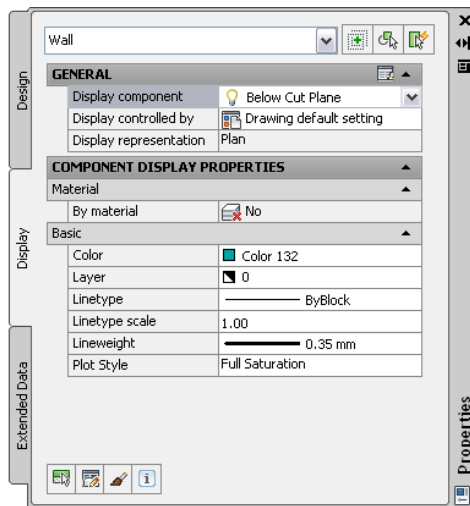 Wall
Design
GENERAL
Display component Below Cut Plane
Display controlled by Drawing default setting
Display representation Plan
COMPONENT DISPLAY PROPERTIES
Material
By material No
Display
Basic
Color Color 132
Layer 0
Linetype ByBlock
Linetype scale 1.00
Lineweight 0.35 mm
Plot Style Full Saturation
Extended Data
Properties